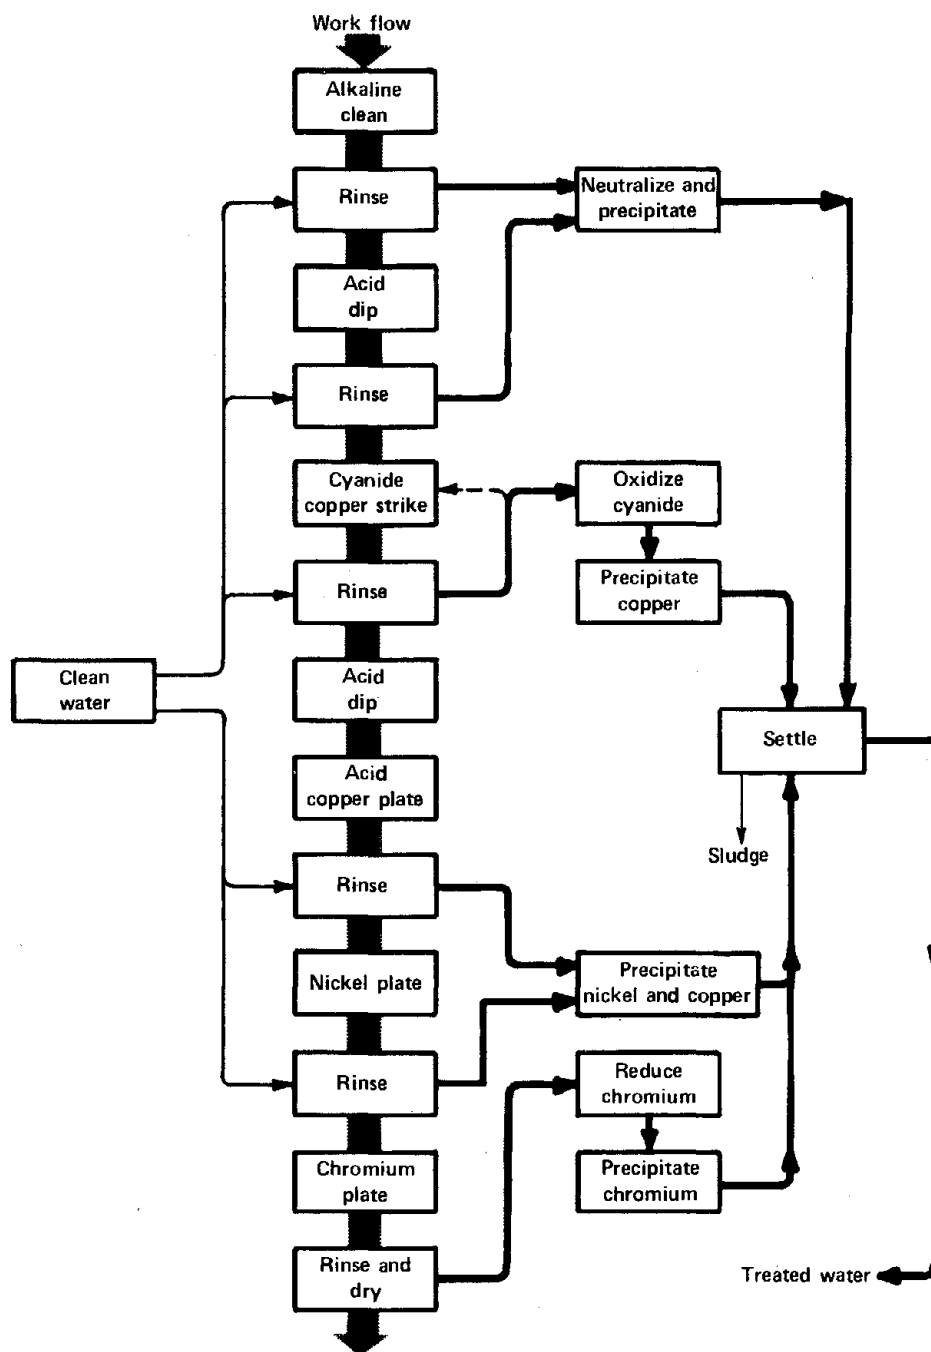 Work flow
Alkaline
clean
Rinse
Neutralize and
precipitate
Acid
dip
Rinse
Cyanide
copper strike
Oxidize
cyanide
Rinse
Precipitate
copper
Clean
water
Acid
dip
Settle
Acid
copper plate
Sludge
Rinse
Nickel plate
Precipitate
nickel and copper
Rinse
Reduce
chromium
Chromium
plate
Precipitate
chromium
Rinse and
dry
Treated water